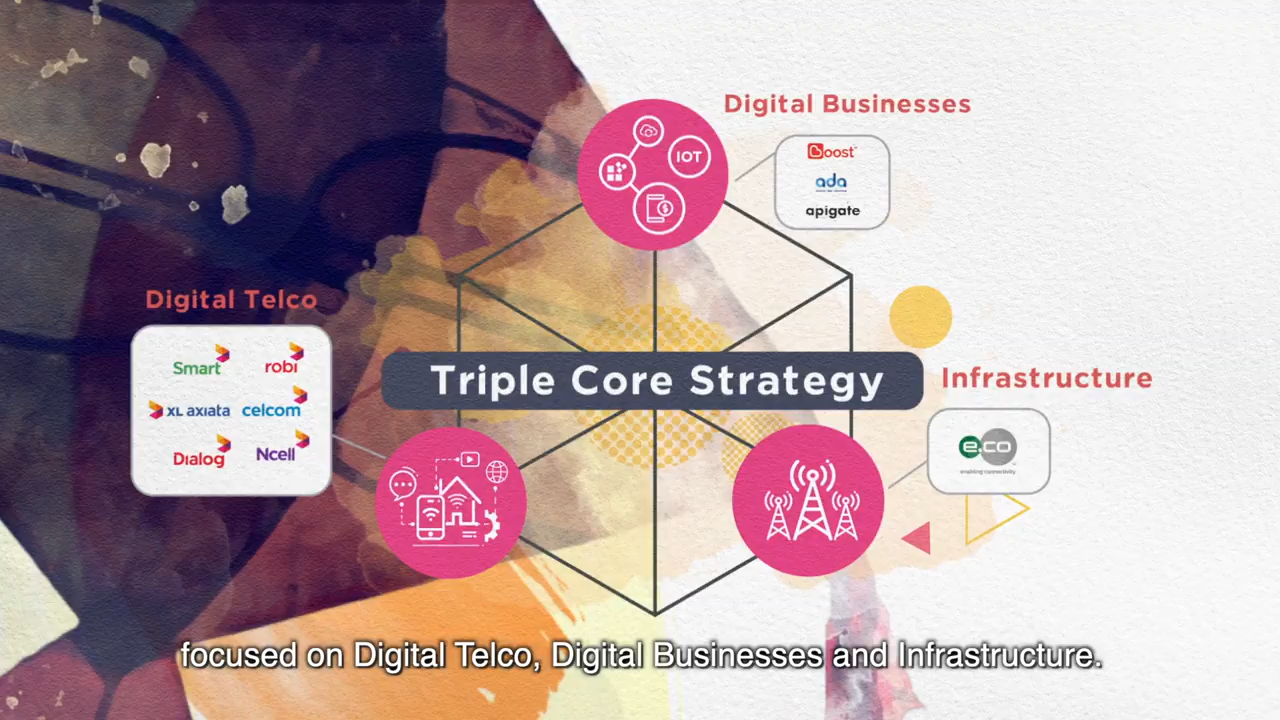 Digital Businesses
IOT
Boost
ada
apigate
Digital Telco
Smart
robi
XL axiata
celcom
Dialog
Ncell
Triple Core Strategy
Infrastructure
e.co
enabling connectivity
focused on Digital Telco, Digital Businesses and Infrastructure.